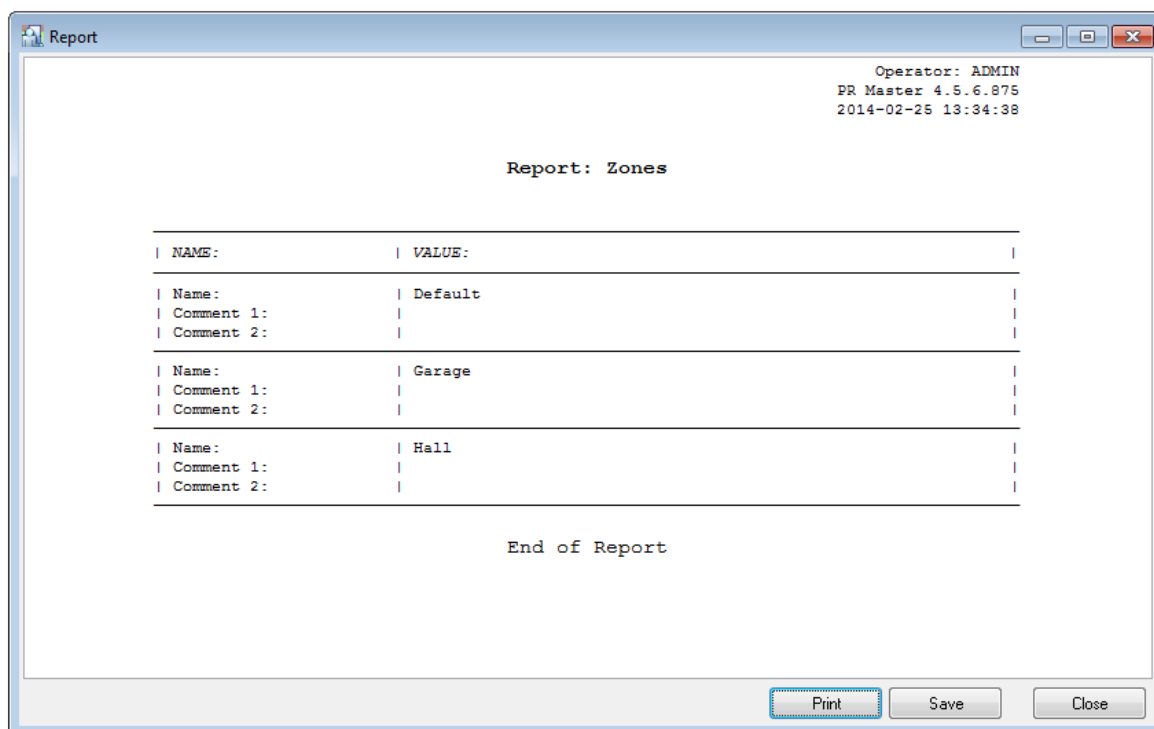 Report
Operator: ADMIN
PR Master 4.5.6.875
2014-02-25 13:34:38
Report: Zones
| NAME: | VALUE: |
| Name: | Default |
| Comment 1: | |
| Comment 2: | |
| Name: | Garage |
| Comment 1: | |
| Comment 2: | |
| Name: | Hall |
| Comment 1: | |
| Comment 2: | |
End of Report
Print Save Close